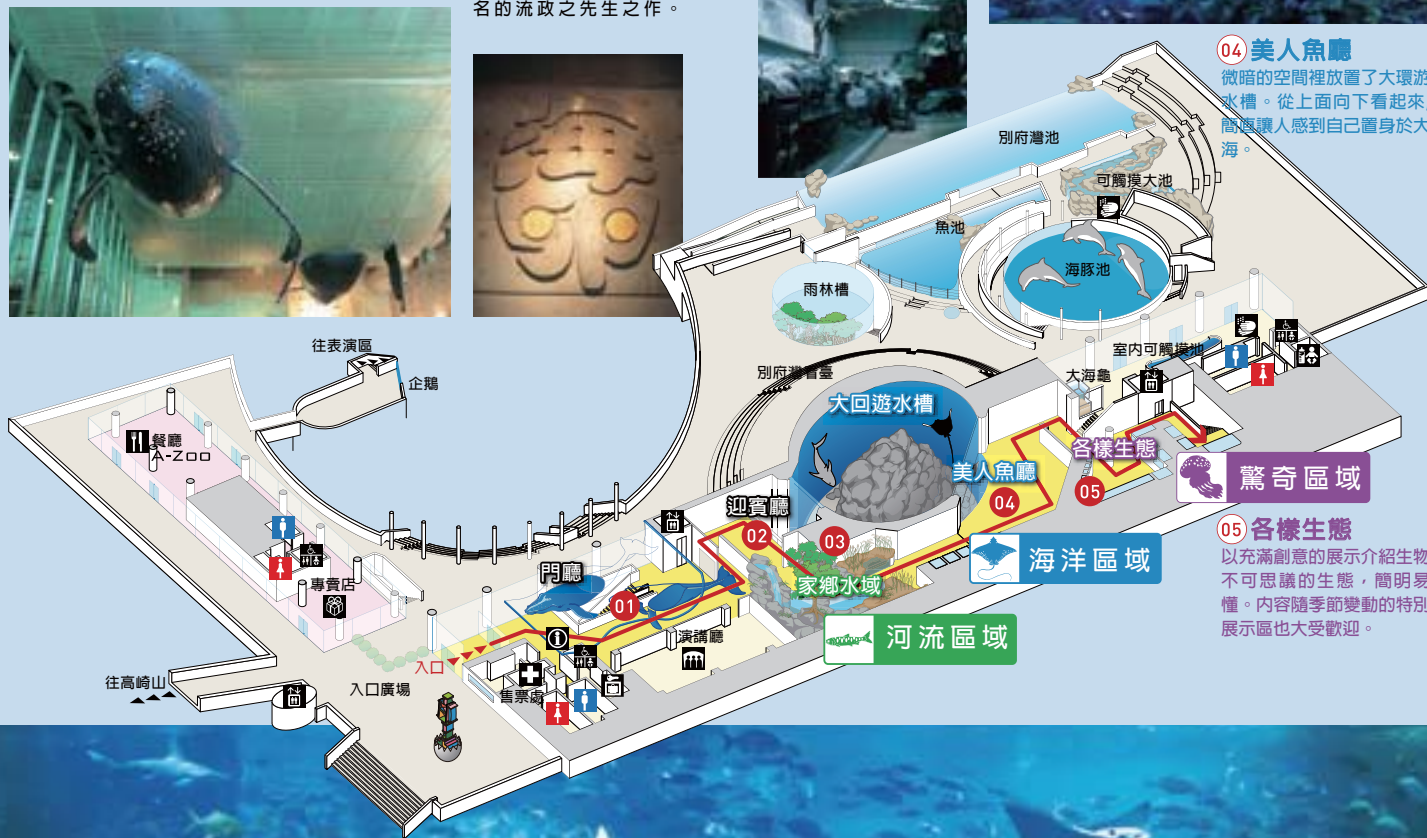 名的流政之先生之作。
04 美人魚廳
微暗的空間裡放置了大環游
水槽。從上面向下看起來
簡直讓人感到自己置身於大
海。
別府灣池
可觸摸大池
魚池
海豚池
雨林槽
往表演區
企鵝
室内可觸摸池
大海龜
別府灣看臺
大回遊水槽
餐廳
A-Zoo
各樣生態
美人魚廳
驚奇區域
05
04
迎賓廳
02
03
05 各樣生態
以充滿創意的展示介紹生物
不可思議的生態，簡明易
懂。内容隨季節變動的特別
展示區也大受歡迎。
海洋區域
門廳
家鄉水域
專賣店
01
演講廳
河流區域
入口
往高崎山
入口廣場
售票處